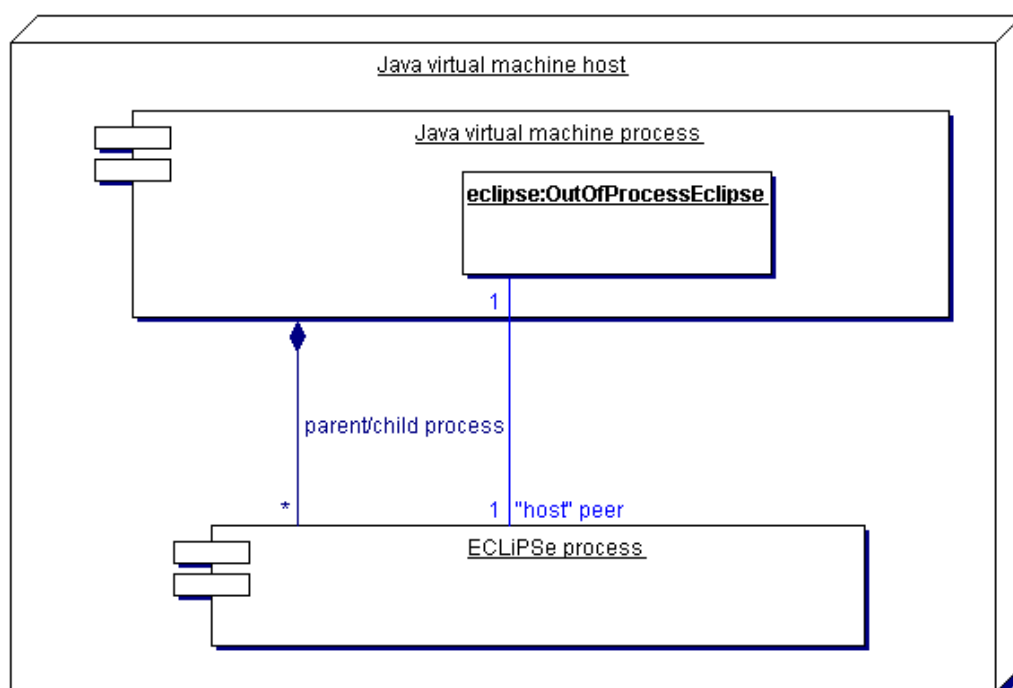 Java virtual machine host
Java virtual machine process
eclipse:OutOfProcessEclipse
1
parent/child process
* 1 "host" peer
ECLiPSe process